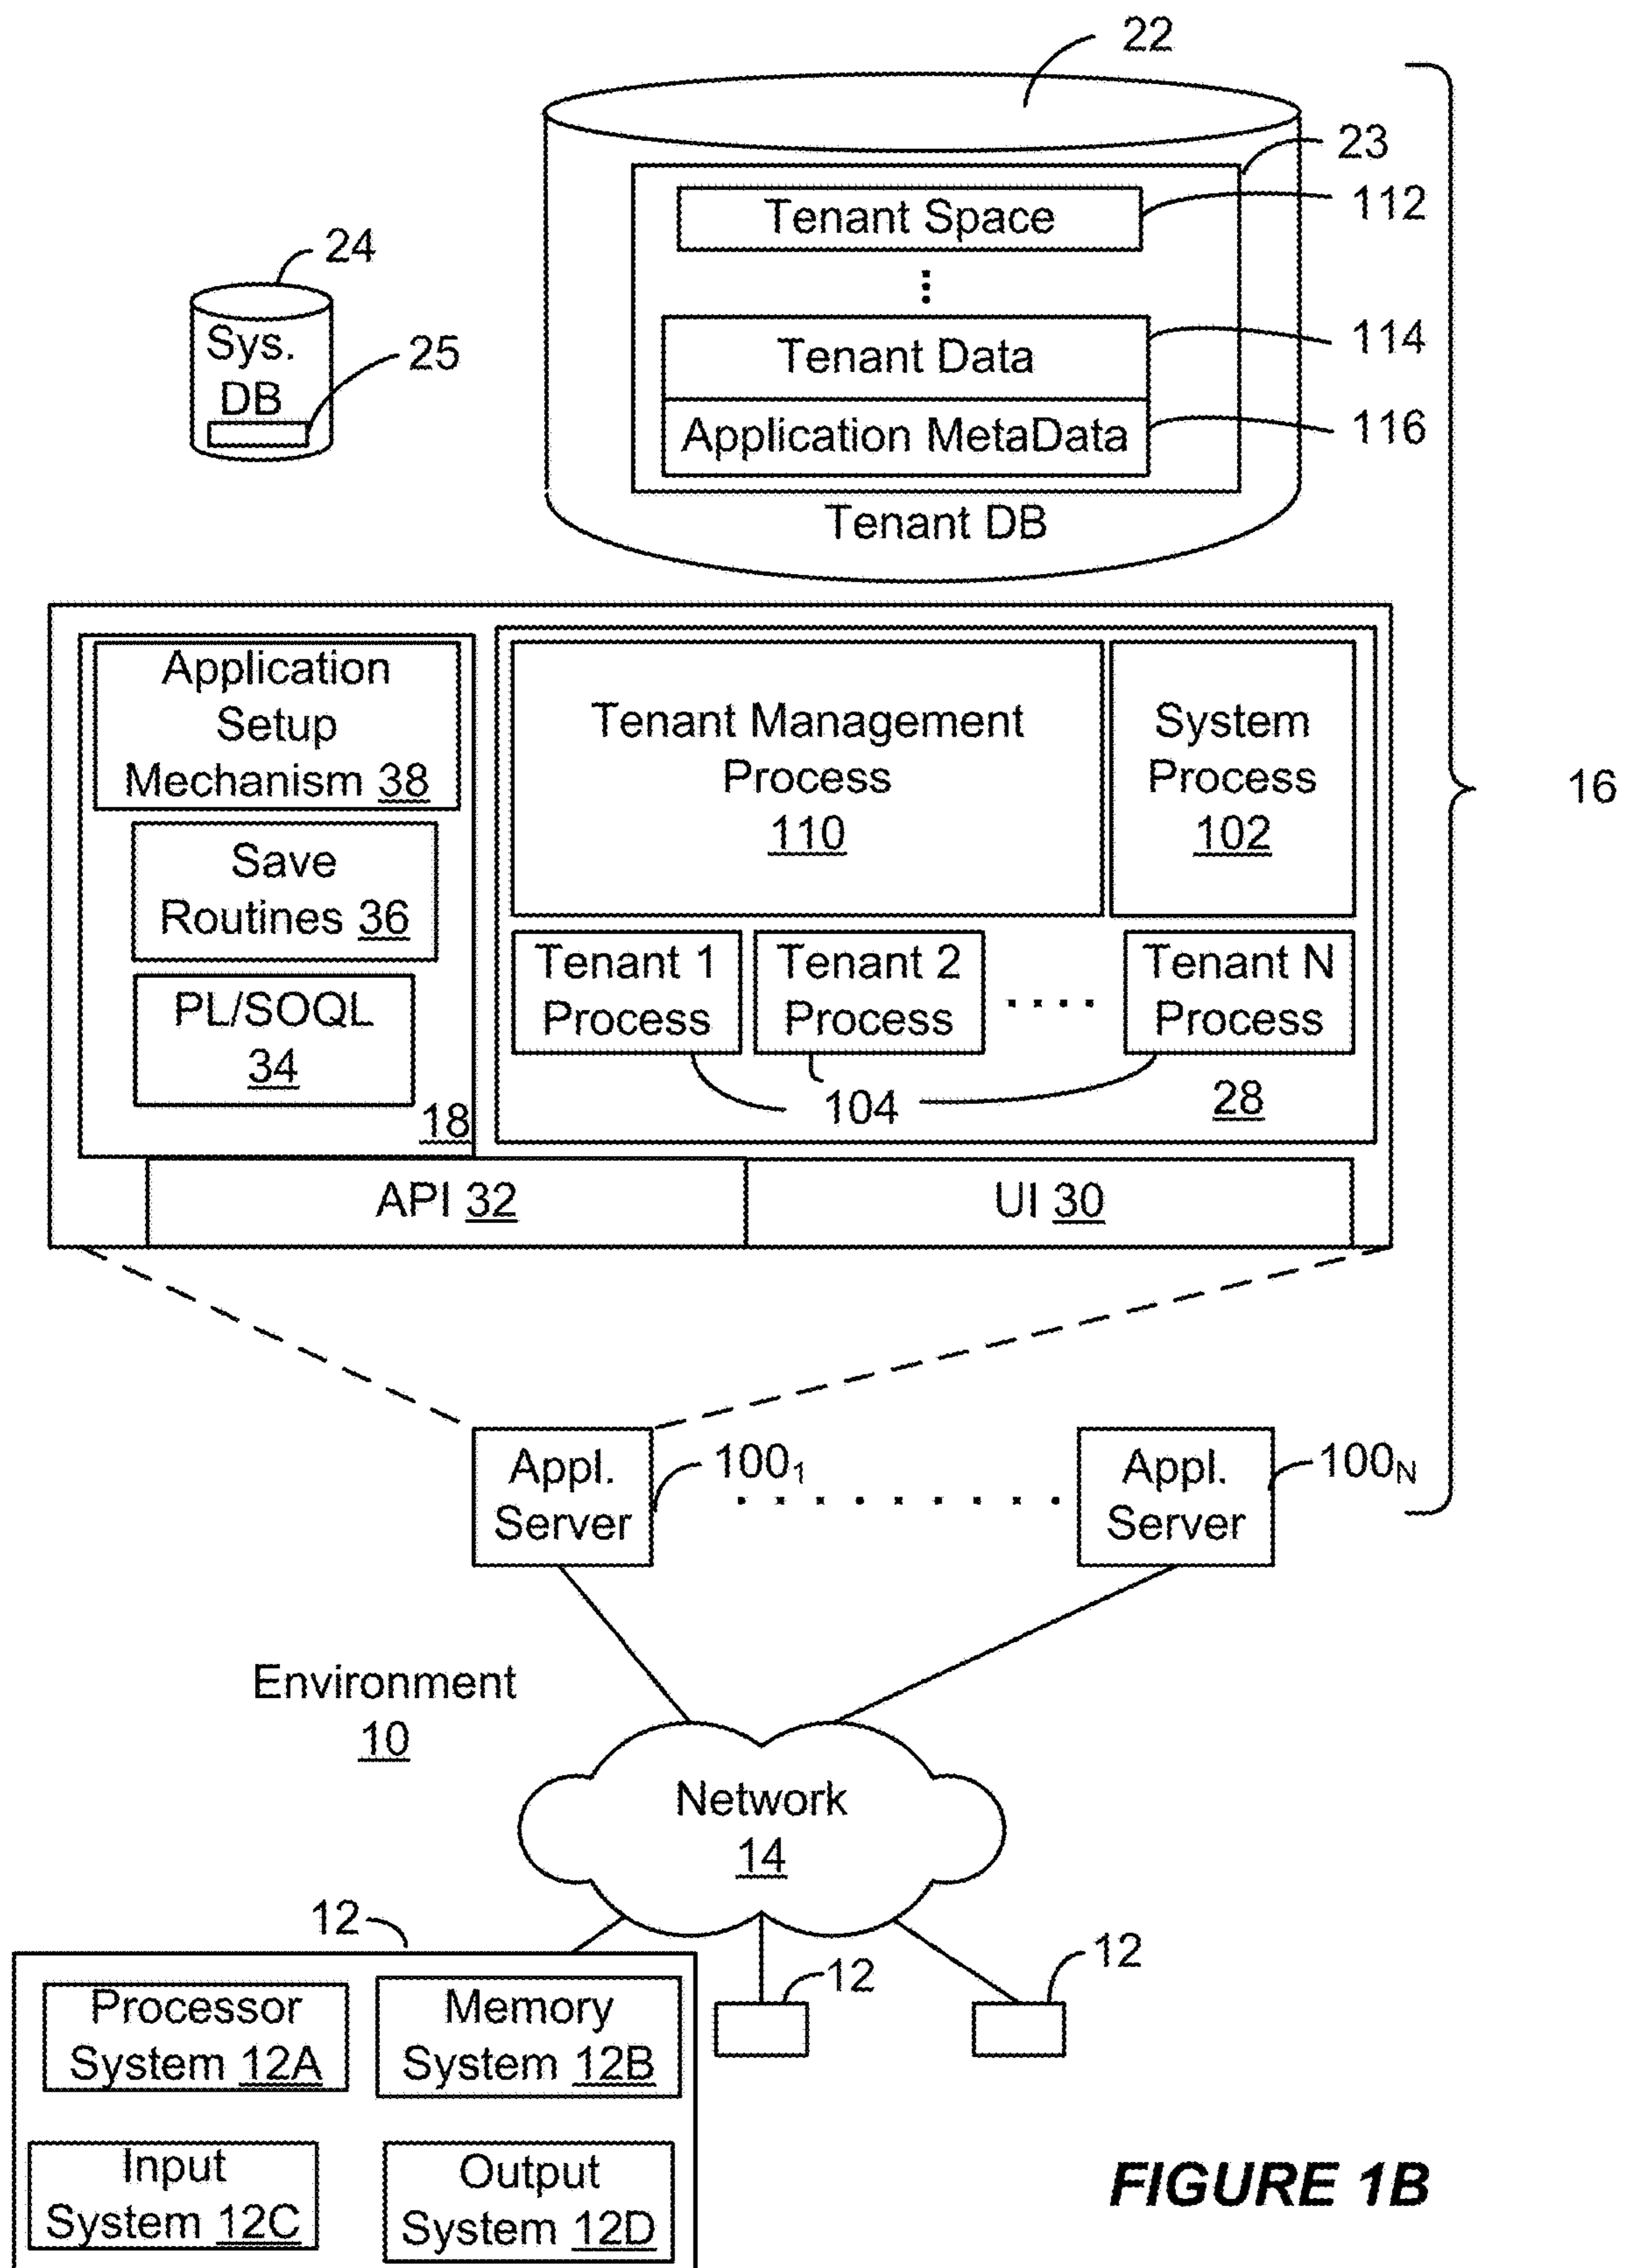 22
23
Tenant Space
112
24
Sys.
DB
25
Tenant Data
114
Application MetaData
116
Tenant DB
Application
Setup
Mechanism 38
Tenant Management
Process
110
System
Process
102
16
Save
Routines 36
Tenant 1
Process
Tenant 2
Process
Tenant N
Process
PL/SOQL
34
104
28
18
API 32
UI 30
Appl.
Server
100₁
Appl.
Server
100N
Environment
10
Network
14
12
12
12
Processor
System 12A
Memory
System 12B
Input
System 12C
Output
System 12D
FIGURE 1B